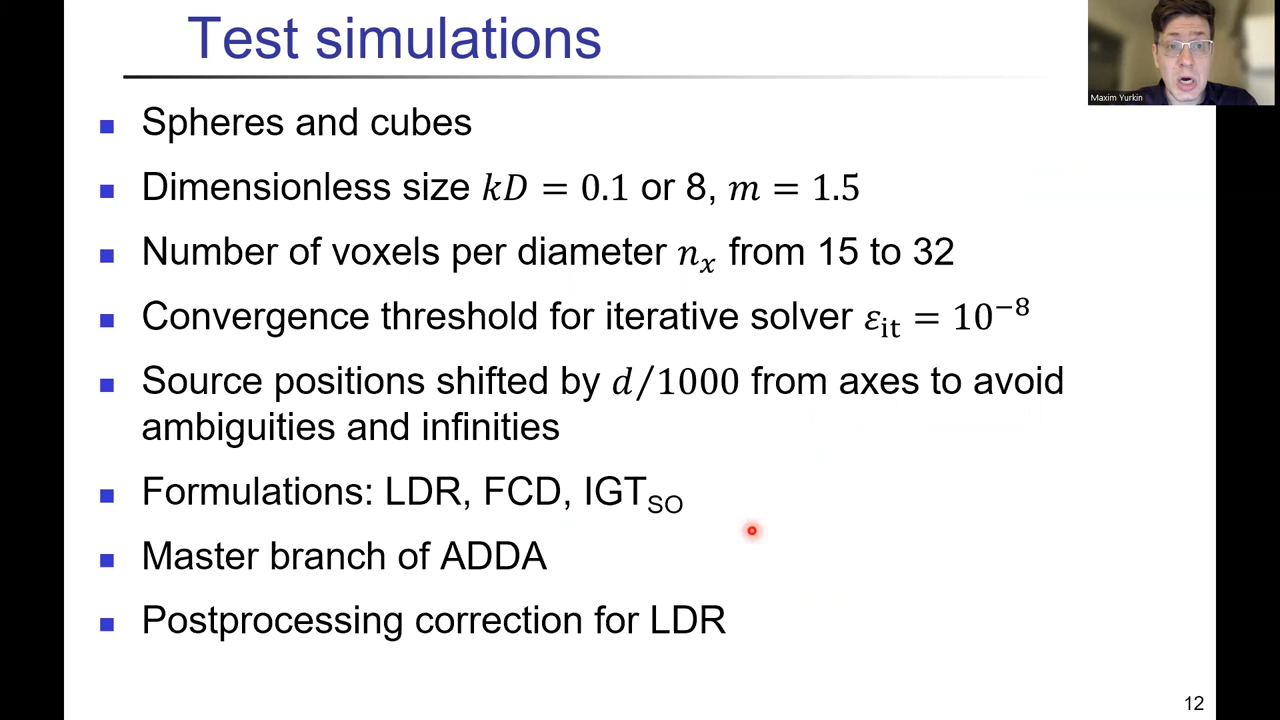 Test simulations
Maxim Yurkin
Spheres and cubes
Dimensionless size kD = 0.1 or 8, m = 1.5
Number of voxels per diameter nₓ from 15 to 32
Convergence threshold for iterative solver εᵢₜ = 10⁻⁸
Source positions shifted by d/1000 from axes to avoid
ambiguities and infinities
Formulations: LDR, FCD, IGT_SO
Master branch of ADDA
Postprocessing correction for LDR
12